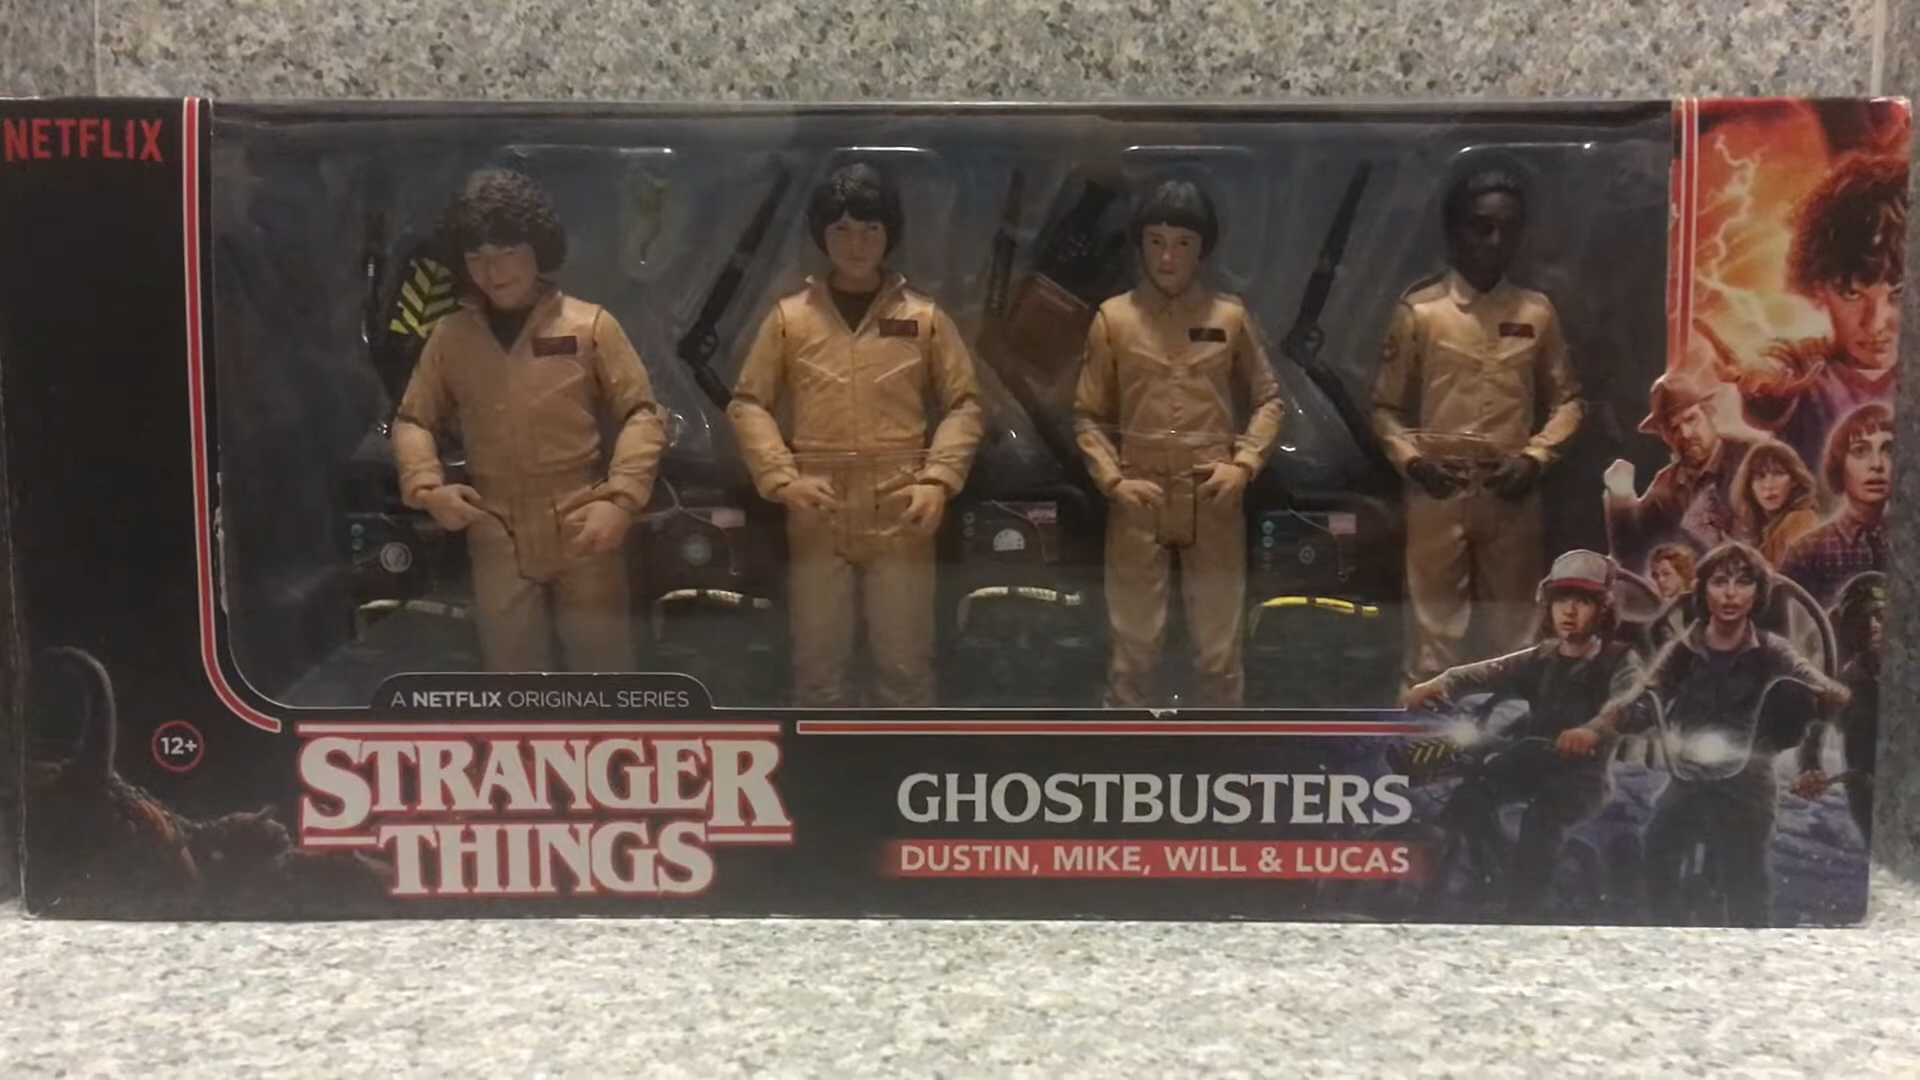 NETFLIX
A NETFLIX ORIGINAL SERIES
12+
STRANGER
THINGS
GHOSTBUSTERS
DUSTIN, MIKE, WILL & LUCAS